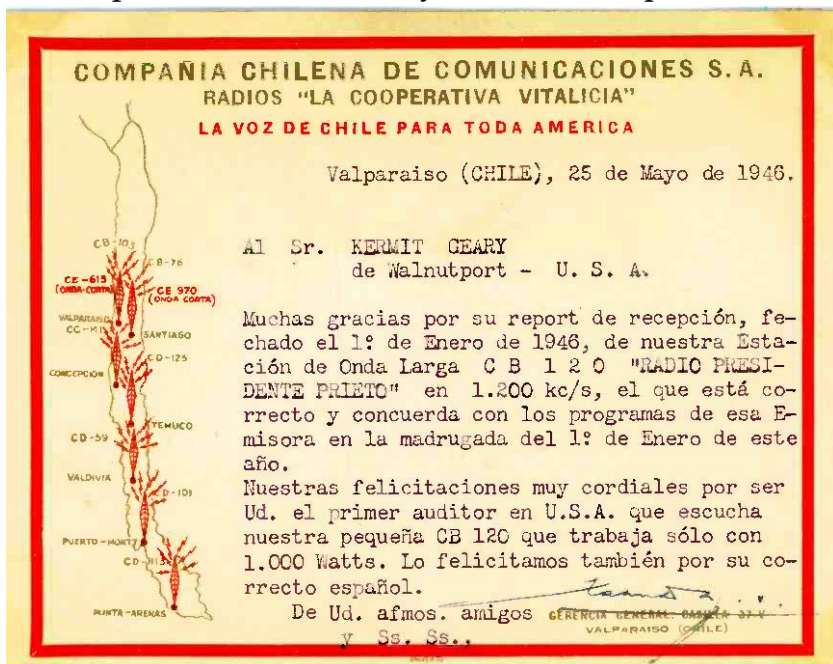 COMPAÑIA CHILENA DE COMUNICACIONES S. A.
RADIOS "LA COOPERATIVA VITALICIA"
LA VOZ DE CHILE PARA TODA AMERICA
Valparaiso (CHILE), 25 de Mayo de 1946.
Al Sr. KERMIT GEARY
de Walnutport - U. S. A.
Muchas gracias por su report de recepción, fe-
chado el 1º de Enero de 1946, de nuestra Esta-
ción de Onda Larga C B 1 2 0 "RADIO PRESI-
DENTE PRIETO" en 1.200 kc/s, el que está co-
rrecto y concuerda con los programas de esa E-
misora en la madrugada del 1º de Enero de este
año.
Nuestras felicitaciones muy cordiales por ser
Ud. el primer auditor en U.S.A. que escucha
nuestra pequeña CB 120 que trabaja sólo con
1.000 Watts. Lo felicitamos también por su co-
rrecto español.
De Ud. afmos. amigos
y Ss. Ss.,
GERENCIA GENERAL: CASILLA 37-V
VALPARAISO (CHILE)
CB-103
CB-76
CE-615
(ONDA-CORTA)
CE 970
(ONDA CORTA)
VALPARAISO
SANTIAGO
CD-125
CONCEPCION
TEMUCO
CD-59
VALDIVIA
CD-101
PUERTO-MONTT
PUNTA-ARENAS